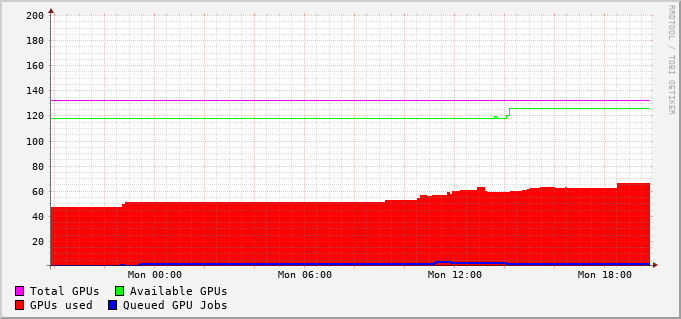 200
180
160
140
120
100
80
60
40
20
Mon 00:00 Mon 06:00 Mon 12:00 Mon 18:00
Total GPUs Available GPUs
GPUs used Queued GPU Jobs
RRDTOOL / TOBI OETIKER